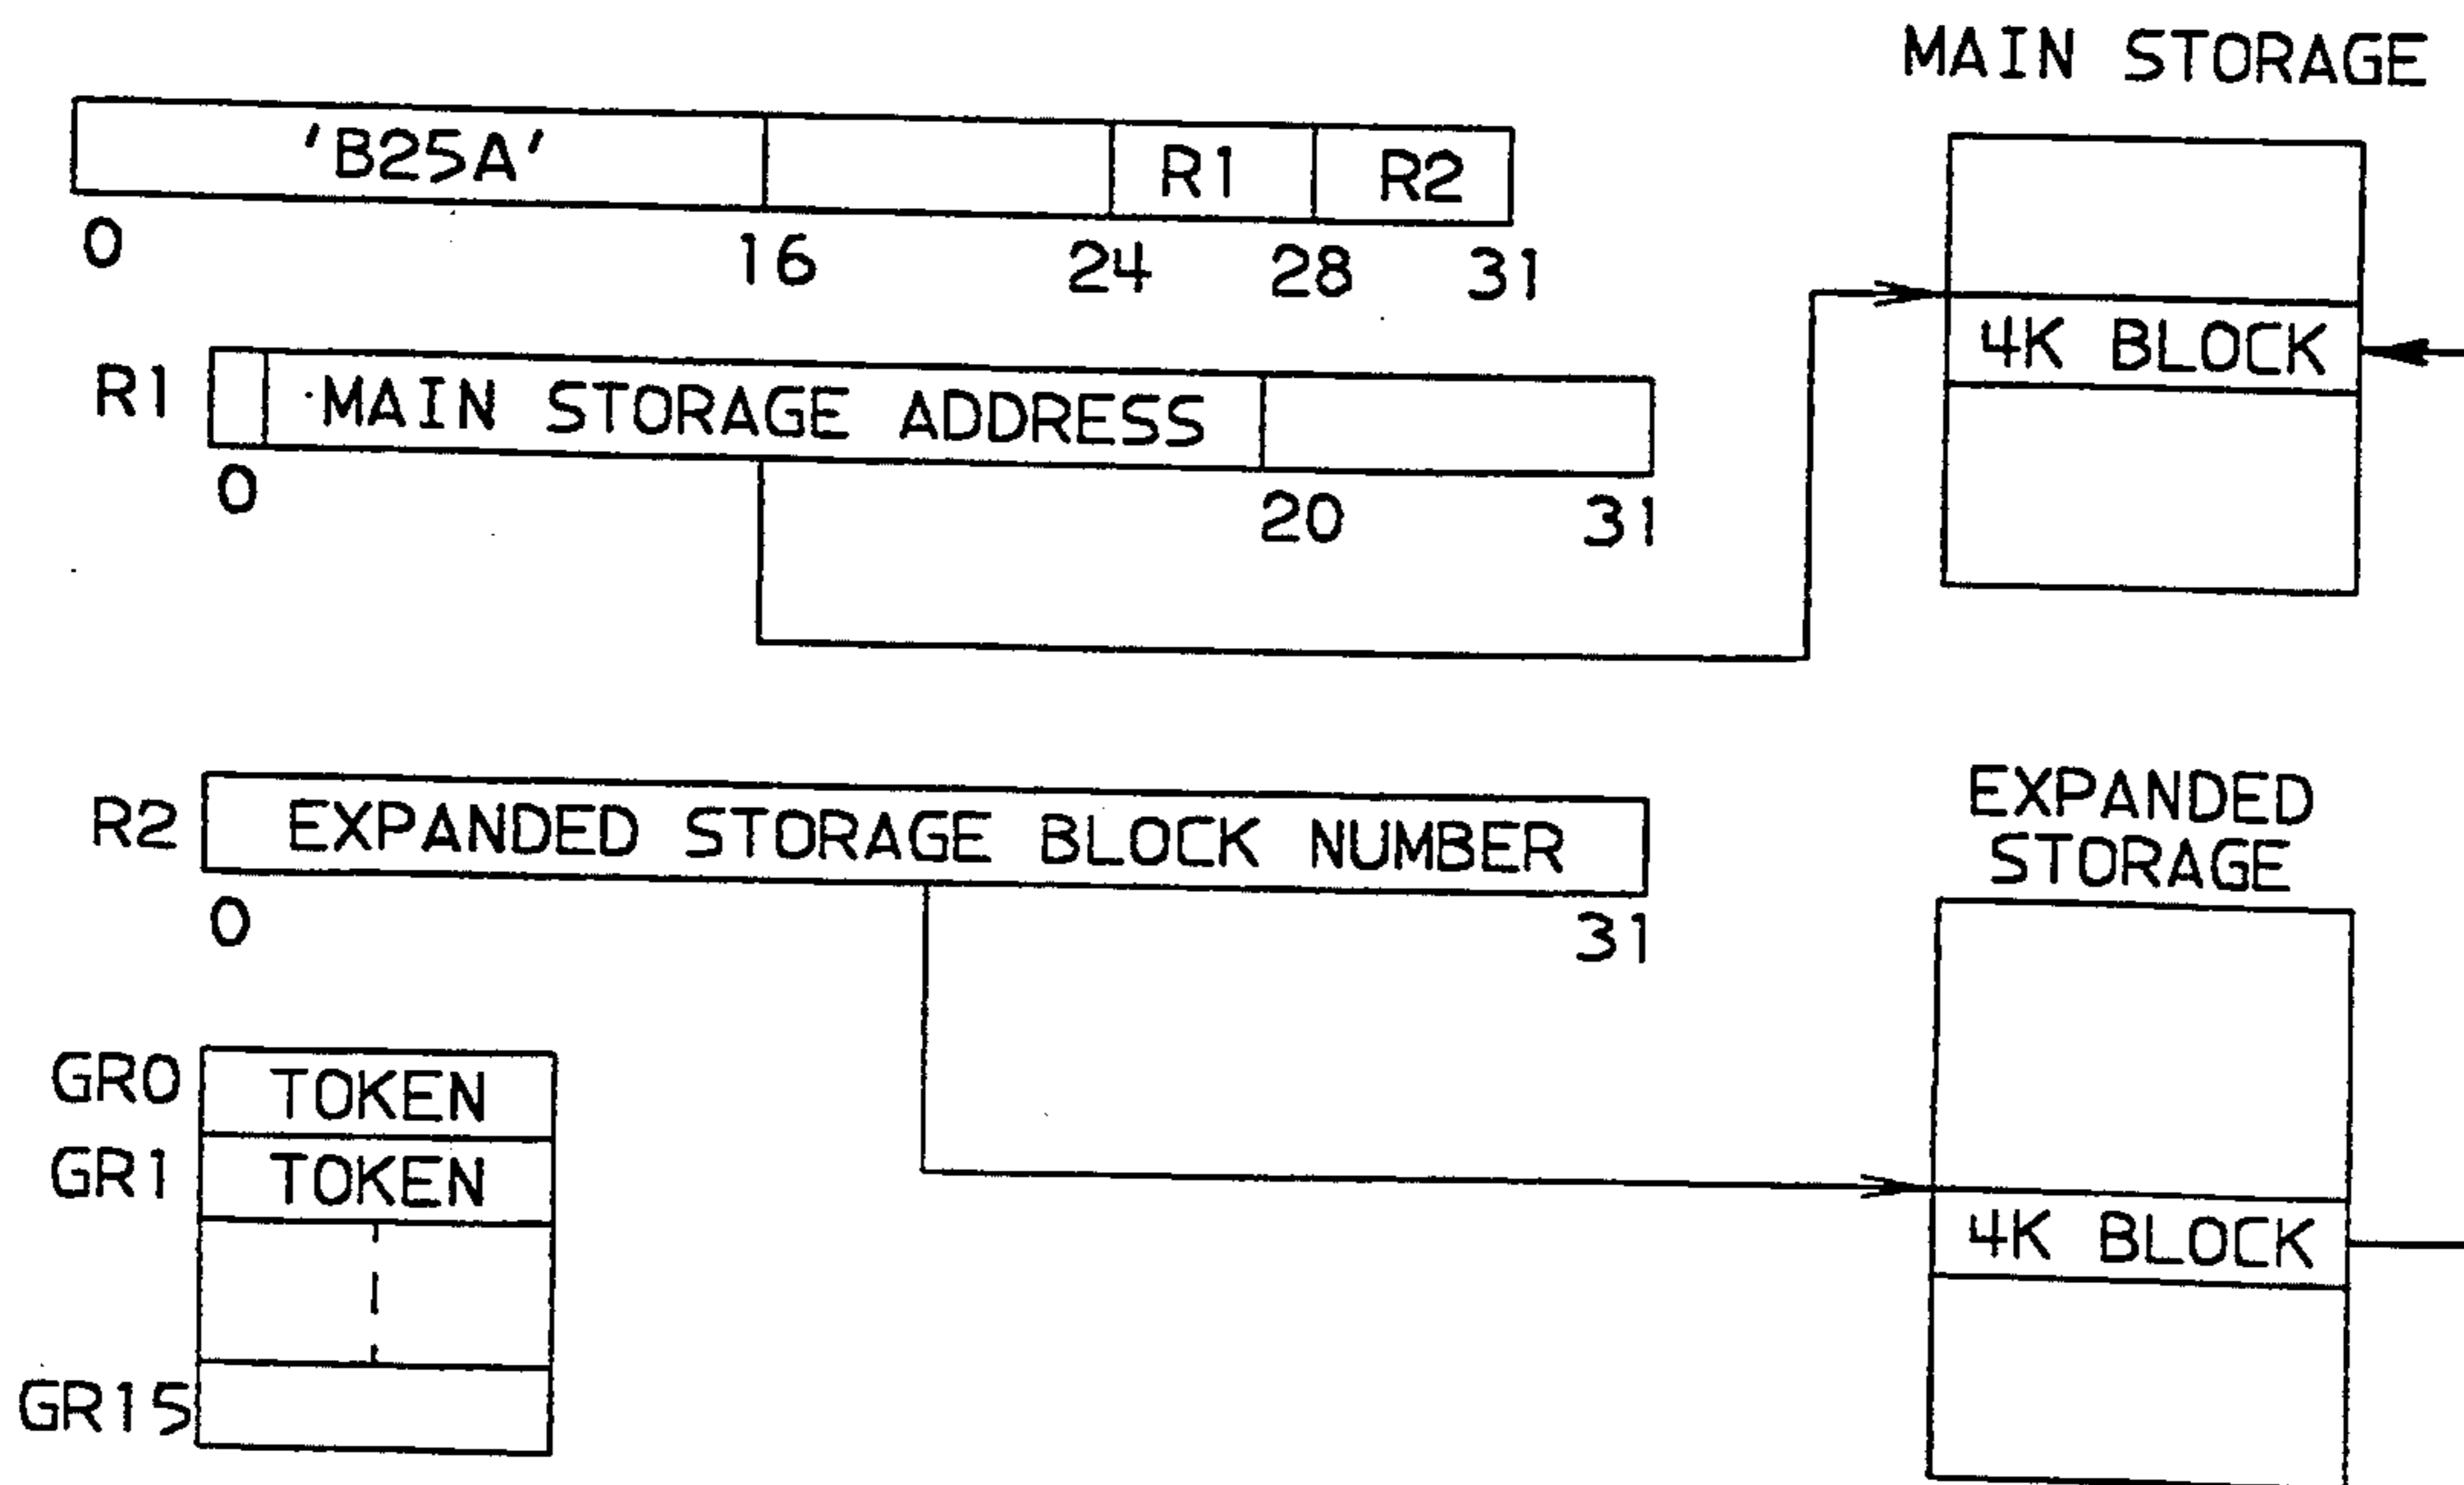 MAIN STORAGE
'B25A' R1 R2
0 16 24 28 31
4K BLOCK
R1 MAIN STORAGE ADDRESS
0 20 31
EXPANDED
STORAGE
R2 EXPANDED STORAGE BLOCK NUMBER
0 31
GR0 TOKEN
GR1 TOKEN
4K BLOCK
GR15